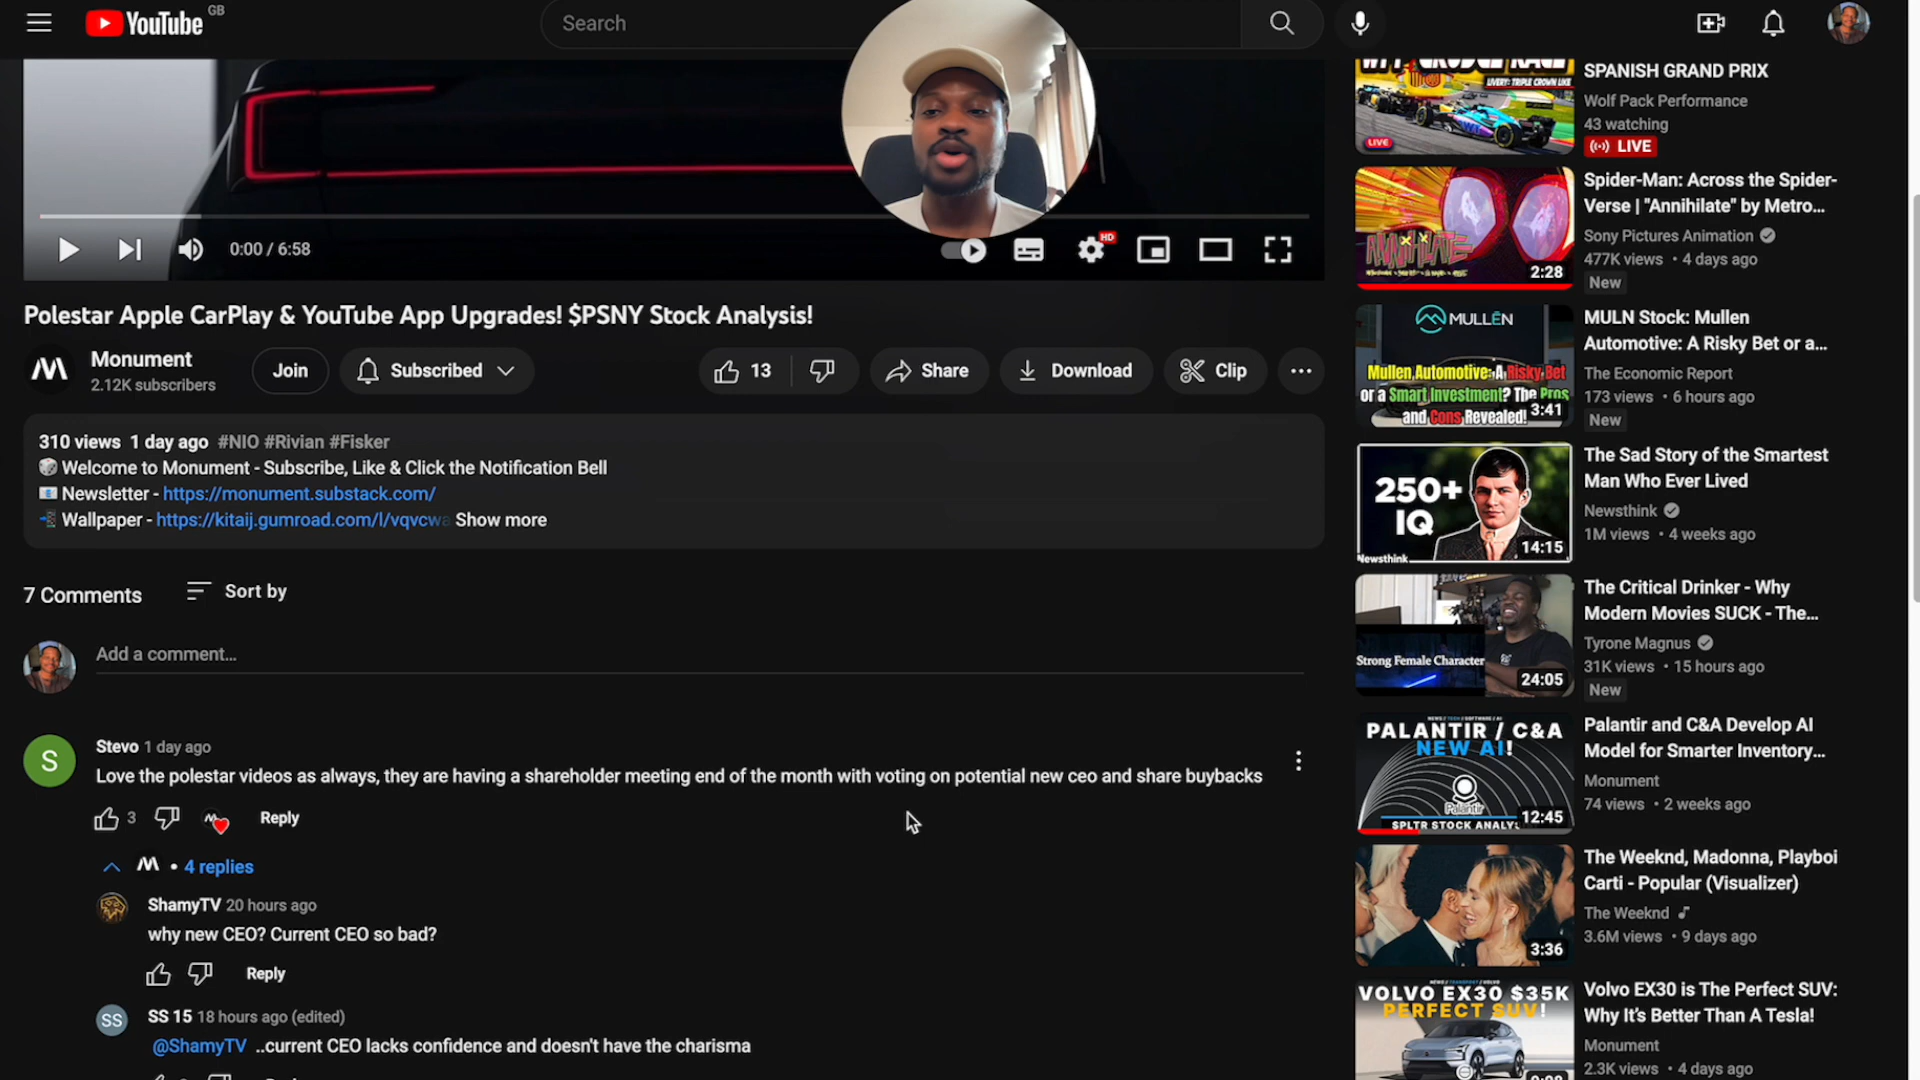 YouTube GB
Search
0:00 / 6:58
HD
Polestar Apple CarPlay & YouTube App Upgrades! $PSNY Stock Analysis!
Monument
2.12K subscribers
Join
Subscribed
13
Share
Download
Clip
310 views 1 day ago #NIO #Rivian #Fisker
Welcome to Monument - Subscribe, Like & Click the Notification Bell
Newsletter - https://monument.substack.com/
Wallpaper - https://kitaij.gumroad.com/l/vqvcwa Show more
7 Comments
Sort by
Add a comment...
S
Stevo 1 day ago
Love the polestar videos as always, they are having a shareholder meeting end of the month with voting on potential new ceo and share buybacks
3
Reply
• 4 replies
ShamyTV 20 hours ago
why new CEO? Current CEO so bad?
Reply
SS
SS 15 18 hours ago (edited)
@ShamyTV ..current CEO lacks confidence and doesn't have the charisma
LIVERY: TRIPLE CROWN LIKE
LIVE
SPANISH GRAND PRIX
Wolf Pack Performance
43 watching
LIVE
ANNIHILATE
2:28
Spider-Man: Across the Spider-
Verse | "Annihilate" by Metro...
Sony Pictures Animation
477K views • 4 days ago
New
MULLEN
Mullen Automotive: A Risky Bet
or a Smart Investment? The Pros
and Cons Revealed!
3:41
MULN Stock: Mullen
Automotive: A Risky Bet or a...
The Economic Report
173 views • 6 hours ago
New
250+
IQ
Newsthink
14:15
The Sad Story of the Smartest
Man Who Ever Lived
Newsthink
1M views • 4 weeks ago
Strong Female Character
24:05
The Critical Drinker - Why
Modern Movies SUCK - The...
Tyrone Magnus
31K views • 15 hours ago
New
PALANTIR / C&A
NEW AI!
Palantir
12:45
Palantir and C&A Develop AI
Model for Smarter Inventory...
Monument
74 views • 2 weeks ago
3:36
The Weeknd, Madonna, Playboi
Carti - Popular (Visualizer)
The Weeknd
3.6M views • 9 days ago
VOLVO EX30 $35K
PERFECT SUV!
Volvo EX30 is The Perfect SUV:
Why It's Better Than A Tesla!
Monument
2.3K views • 4 days ago